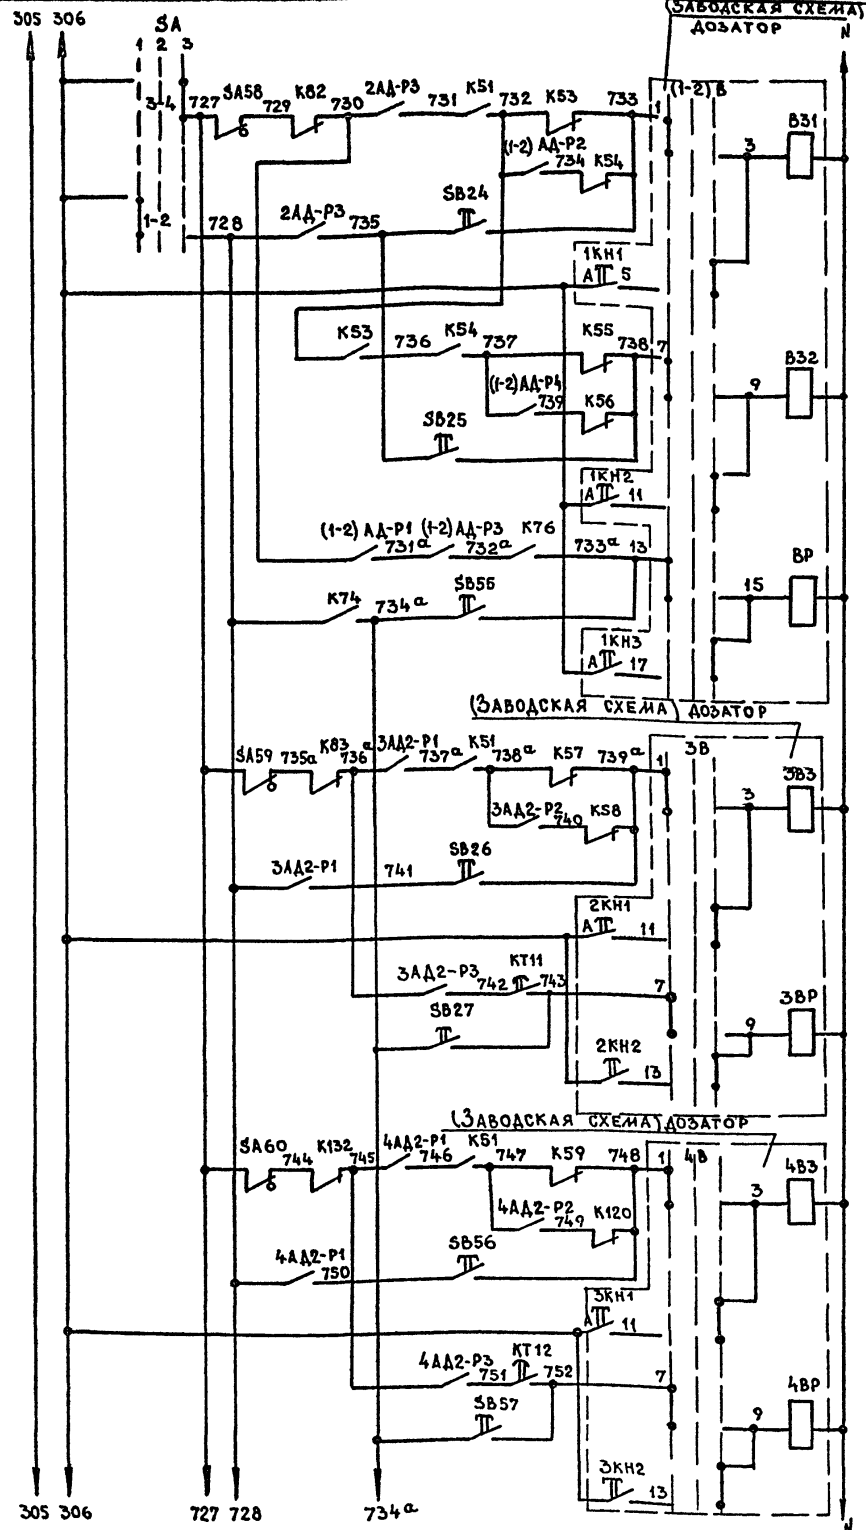 (ЗАВОДСКАЯ СХЕМА)
305 306 ДОЗАТОР N
SA
1 2 3
3-4 727 SA58 729 K82 730 2АД-Р3 731 K51 732 K53 733 1 (1-2) В
В31
3
(1-2) АД-Р2 734 K54
1-2 728 2АД-Р3 735 SB24
1КН1
А 5
K53 736 K54 737 K55 738 7
В32
9
(1-2) АД-Р4 739 K56
SB25
1КН2
А 11
(1-2) АД-Р1 731а (1-2) АД-Р3 732а K76 733а 13
ВР
15
K74 734а SB55
1КН3
А 17
(ЗАВОДСКАЯ СХЕМА) ДОЗАТОР
SA59 735а K83 736а 3АД2-Р1 737а K51 738а K57 739а 1 3В
3В3
3
3АД2-Р2 740 K58
3АД2-Р1 741 SB26
2КН1
А 11
3АД2-Р3 742 КТ11 743 7
3ВР
9
SB27
2КН2
13
(ЗАВОДСКАЯ СХЕМА) ДОЗАТОР
SA60 744 K132 745 4АД2-Р1 746 K51 747 K59 748 1 4В
4В3
3
4АД2-Р2 749 K120
4АД2-Р1 750 SB56
3КН1
А 11
4АД2-Р3 751 КТ12 752 7
4ВР
9
SB57
3КН2
13
305 306 727 728 734а N